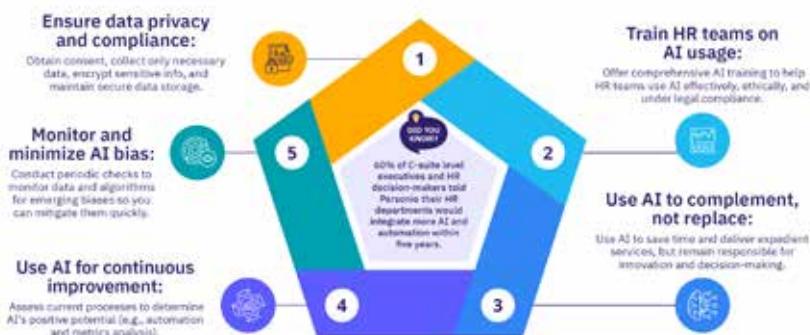 Ensure data privacy
and compliance:
Obtain consent, collect only necessary
data, encrypt sensitive info, and
maintain secure data storage.
1
Train HR teams on
AI usage:
Offer comprehensive AI training to help
HR teams use AI effectively, ethically, and
under legal compliance.
2
Use AI to complement,
not replace:
Use AI to save time and deliver expedient
services, but remain responsible for
innovation and decision-making.
3
Use AI for continuous
improvement:
Assess current processes to determine
AI's positive potential (e.g., automation
and metrics analysis)
4
Monitor and
minimize AI bias:
Conduct periodic checks to
monitor data and algorithms
for emerging biases so you
can mitigate them quickly.
5
DID YOU
KNOW?
60% of C-suite level
executives and HR
decision-makers told
Personio their HR
departments would
integrate more AI and
automation within
five years.